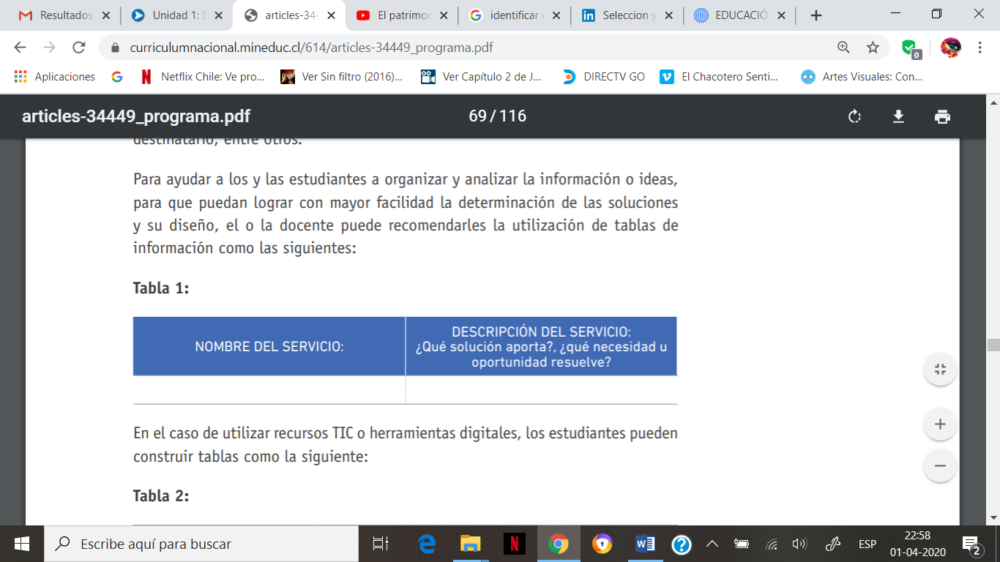 Resultados
Unidad 1: D
articles-344
El patrimon
identificar r
Seleccion y
EDUCACIÓ
curriculumnacional.mineduc.cl/614/articles-34449_programa.pdf
0
Aplicaciones
Netflix Chile: Ve pro...
Ver Sin filtro (2016)...
Ver Capítulo 2 de J...
DIRECTV GO
El Chacotero Senti...
Artes Visuales: Con...
articles-34449_programa.pdf
69 / 116
destinatario, entre otros.
Para ayudar a los y las estudiantes a organizar y analizar la información o ideas,
para que puedan lograr con mayor facilidad la determinación de las soluciones
y su diseño, el o la docente puede recomendarles la utilización de tablas de
información como las siguientes:
Tabla 1:
NOMBRE DEL SERVICIO:
DESCRIPCIÓN DEL SERVICIO:
¿Qué solución aporta?, ¿qué necesidad u
oportunidad resuelve?
En el caso de utilizar recursos TIC o herramientas digitales, los estudiantes pueden
construir tablas como la siguiente:
Tabla 2:
Escribe aquí para buscar
ESP
22:58
01-04-2020
2